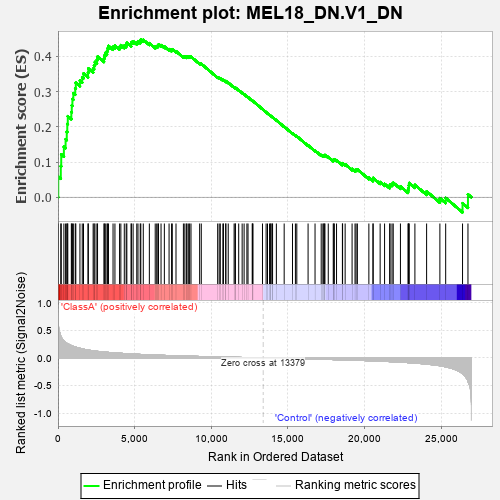 Enrichment plot: MEL18_DN.V1_DN
Enrichment score (ES)
0.4
0.3
0.2
0.1
0.0
'ClassA' (positively correlated)
Ranked list metric (Signal2Noise)
1.0
0.5
0.0
-0.5
-1.0
Zero cross at 13379
'Control' (negatively correlated)
0 5,000 10,000 15,000 20,000 25,000
Rank in Ordered Dataset
Enrichment profile Hits Ranking metric scores